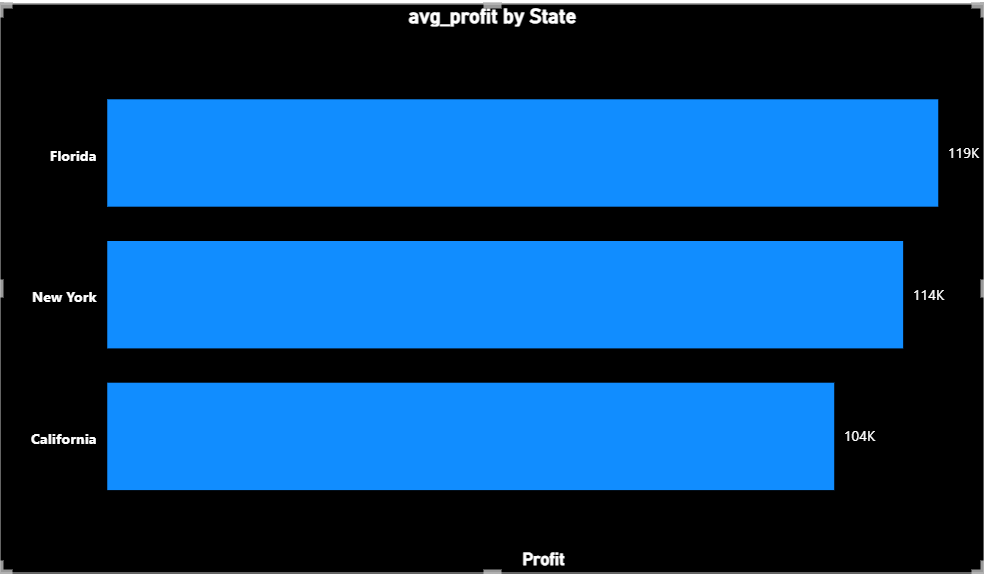 avg_profit by State
Florida
119K
New York
114K
California
104K
Profit